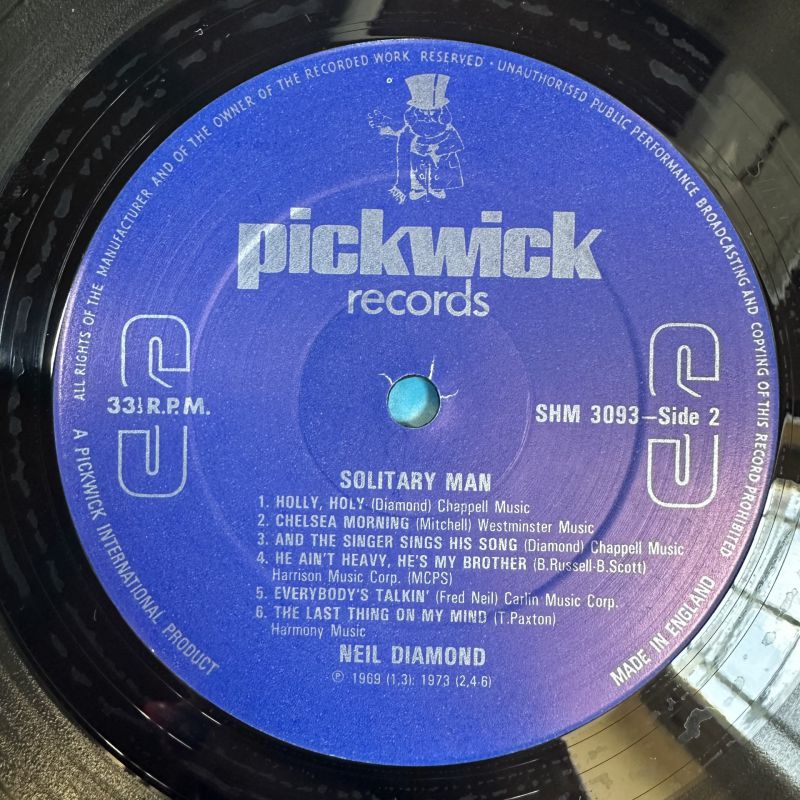 ALL RIGHTS OF THE MANUFACTURER AND OF THE OWNER OF THE RECORDED WORK RESERVED • UNAUTHORISED PUBLIC PERFORMANCE BROADCASTING AND COPYING OF THIS RECORD PROHIBITED
pickwick
records
33⅓ R.P.M.
SHM 3093–Side 2
SOLITARY MAN
1. HOLLY, HOLY (Diamond) Chappell Music
2. CHELSEA MORNING (Mitchell) Westminster Music
3. AND THE SINGER SINGS HIS SONG (Diamond) Chappell Music
4. HE AIN'T HEAVY, HE'S MY BROTHER (B.Russell-B.Scott)
Harrison Music Corp. (MCPS)
5. EVERYBODY'S TALKIN' (Fred Neil) Carlin Music Corp.
6. THE LAST THING ON MY MIND (T.Paxton)
Harmony Music
NEIL DIAMOND
℗ 1969 (1,3): 1973 (2,4-6)
A PICKWICK INTERNATIONAL PRODUCT
MADE IN ENGLAND